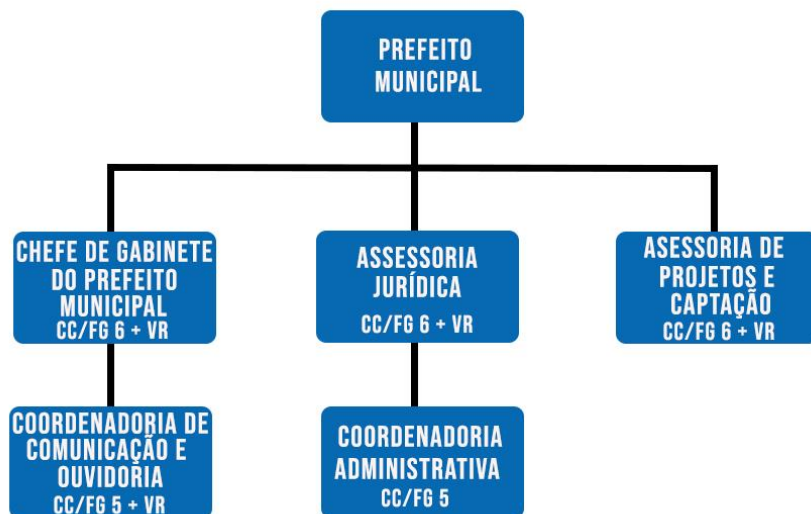 PREFEITO
MUNICIPAL
CHEFE DE GABINETE
DO PREFEITO
MUNICIPAL
CC/FG 6 + VR
ASSESSORIA
JURÍDICA
CC/FG 6 + VR
ASESSORIA DE
PROJETOS E
CAPTAÇÃO
CC/FG 6 + VR
COORDENADORIA DE
COMUNICAÇÃO E
OUVIDORIA
CC/FG 5 + VR
COORDENADORIA
ADMINISTRATIVA
CC/FG 5